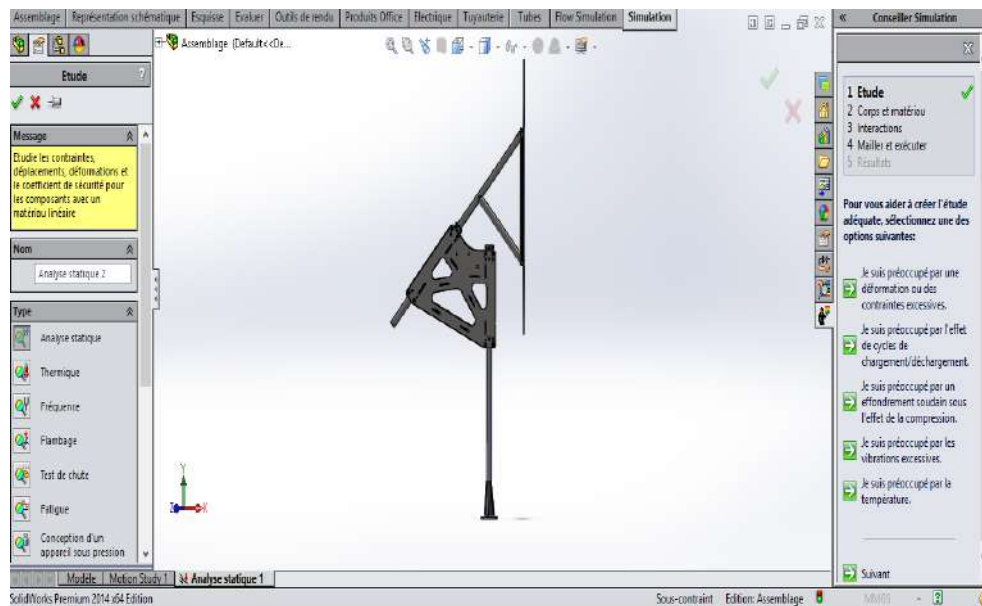 Assemblage Représentation schématique Esquisse Evaluer Outils de rendu Produits Office Electrique Tuyauterie Tubes Flow Simulation Simulation
« Conseiller Simulation
Assemblage (Default<<De...
Etude
?
Message
Etudie les contraintes,
déplacements, déformations et
le coefficient de sécurité pour
les composants avec un
matériau linéaire
Nom
Analyse statique 2
Type
Analyse statique
Thermique
Fréquence
Flambage
Test de chute
Fatigue
Conception d'un
appareil sous pression
Y
X
Z
1 Etude
2 Corps et matériau
3 Interactions
4 Mailler et exécuter
5 Résultats
Pour vous aider à créer l'étude
adéquate, sélectionnez une des
options suivantes:
Je suis préoccupé par une
déformation ou des
contraintes excessives.
Je suis préoccupé par l'effet
de cycles de
chargement/déchargement.
Je suis préoccupé par un
effondrement soudain sous
l'effet de la compression.
Je suis préoccupé par les
vibrations excessives.
Je suis préoccupé par la
température.
Suivant
Modèle Motion Study 1 Analyse statique 1
SolidWorks Premium 2014 x64 Edition
Sous-contraint Edition: Assemblage MMGS - ?